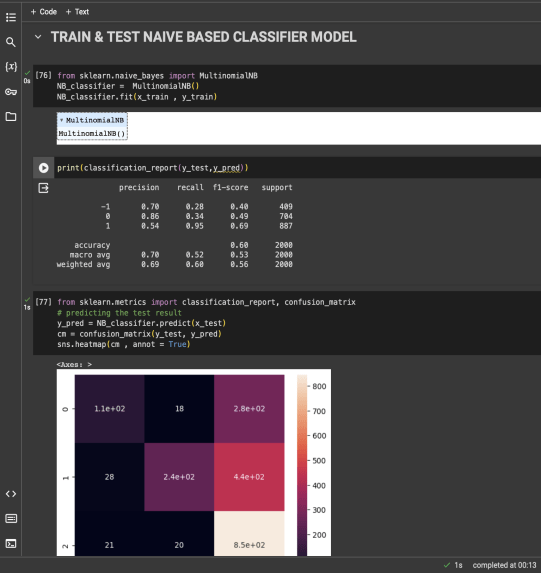 + Code + Text
TRAIN & TEST NAIVE BASED CLASSIFIER MODEL
{x}
0s
[76] from sklearn.naive_bayes import MultinomialNB
NB_classifier = MultinomialNB()
NB_classifier.fit(x_train , y_train)
▾ MultinomialNB
MultinomialNB()
print(classification_report(y_test,y_pred))
precision recall f1-score support
-1 0.70 0.28 0.40 409
0 0.86 0.34 0.49 704
1 0.54 0.95 0.69 887
accuracy 0.60 2000
macro avg 0.70 0.52 0.53 2000
weighted avg 0.69 0.60 0.56 2000
1s
[77] from sklearn.metrics import classification_report, confusion_matrix
# predicting the test result
y_pred = NB_classifier.predict(x_test)
cm = confusion_matrix(y_test, y_pred)
sns.heatmap(cm , annot = True)
<Axes: >
800
0 1.1e+02 18 2.8e+02
700
600
500
1 28 2.4e+02 4.4e+02
400
300
200
2 21 20 8.5e+02
<>
1s completed at 00:13